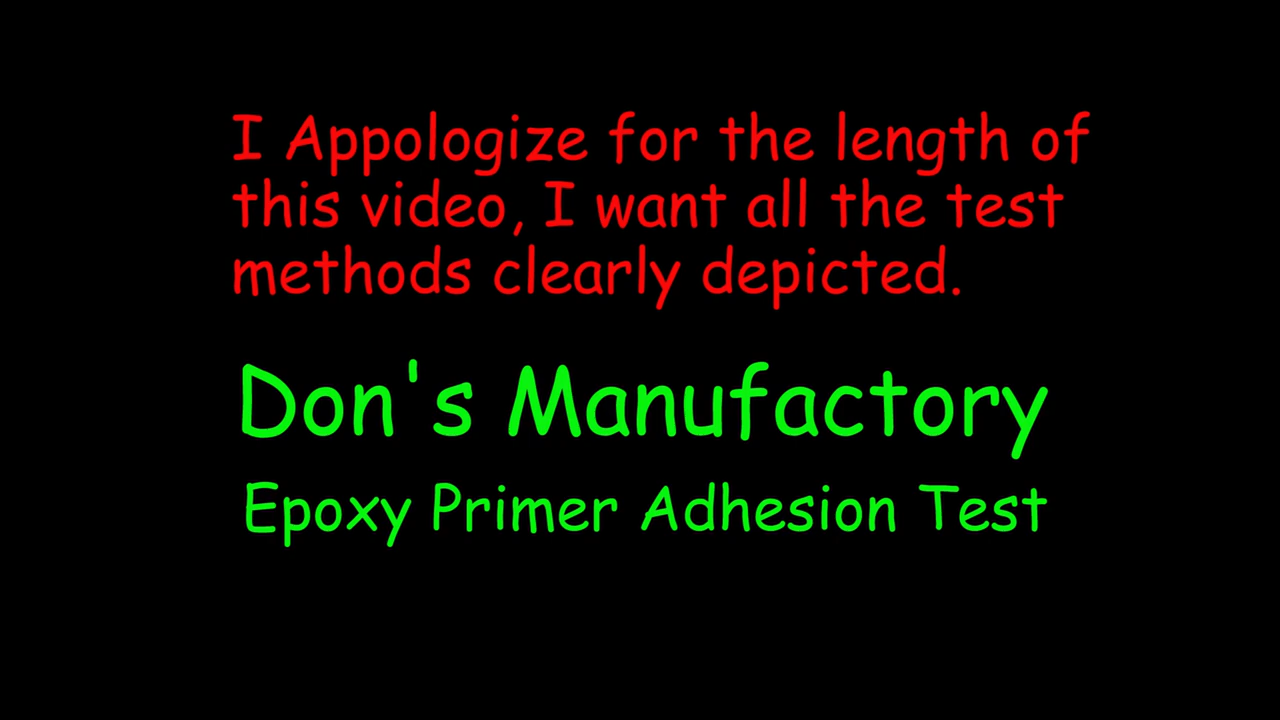 I Appologize for the length of
this video, I want all the test
methods clearly depicted.
Don's Manufactory
Epoxy Primer Adhesion Test